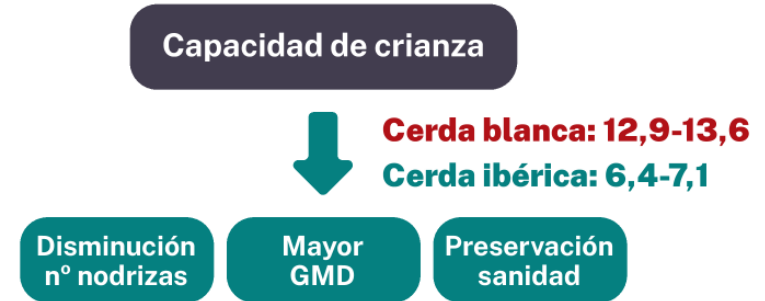 Capacidad de crianza
Cerda blanca: 12,9-13,6
Cerda ibérica: 6,4-7,1
Disminución
nº nodrizas
Mayor
GMD
Preservación
sanidad